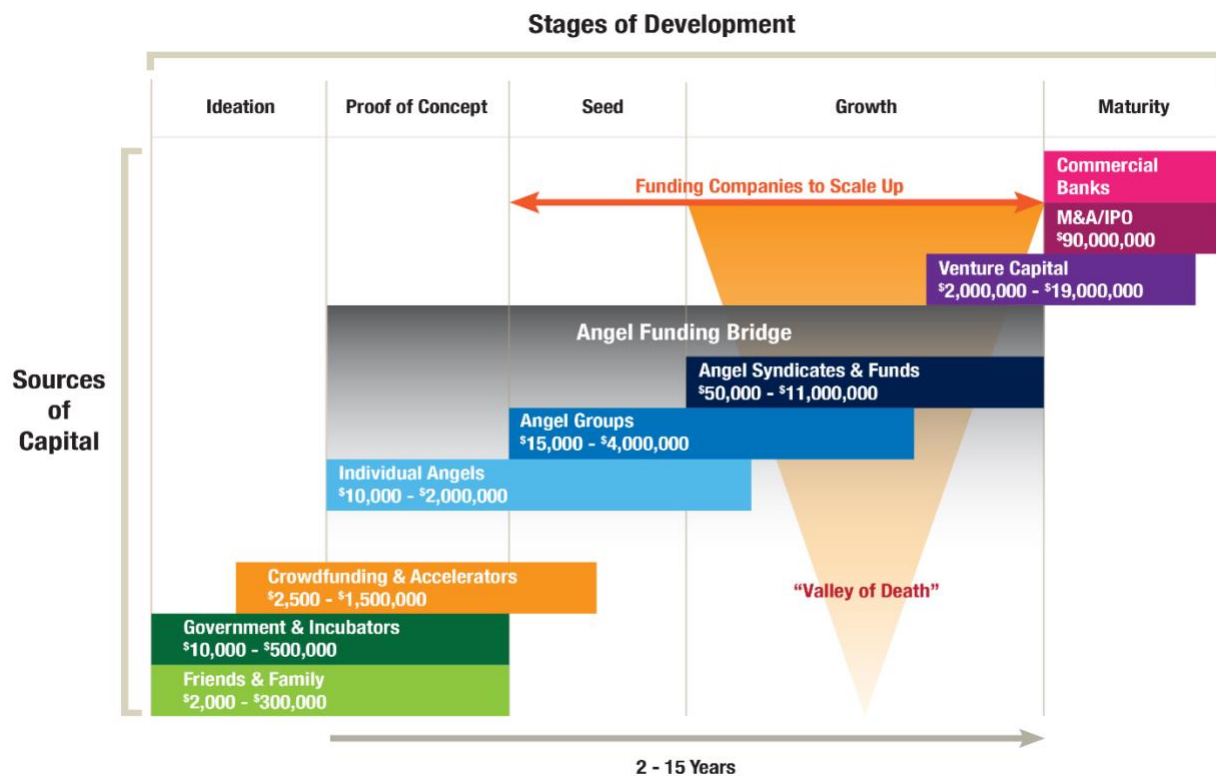 Stages of Development
Ideation
Proof of Concept
Seed
Growth
Maturity
Sources
of
Capital
Funding Companies to Scale Up
Commercial
Banks
M&A/IPO
$90,000,000
Venture Capital
$2,000,000 - $19,000,000
Angel Funding Bridge
Angel Syndicates & Funds
$50,000 - $11,000,000
Angel Groups
$15,000 - $4,000,000
Individual Angels
$10,000 - $2,000,000
Crowdfunding & Accelerators
$2,500 - $1,500,000
"Valley of Death"
Government & Incubators
$10,000 - $500,000
Friends & Family
$2,000 - $300,000
2 - 15 Years